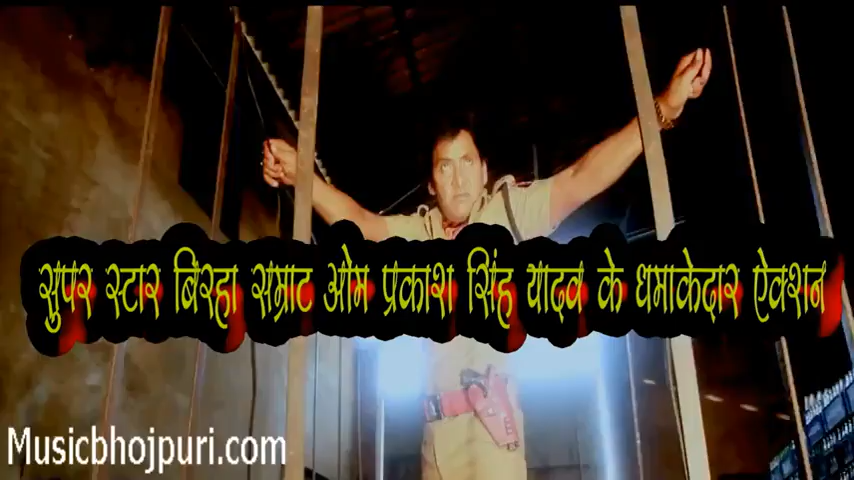 सुपर स्टार बिरहा सम्राट ओम प्रकाश सिंह यादव के धमाकेदार ऐक्शन
Musicbhojpuri.com